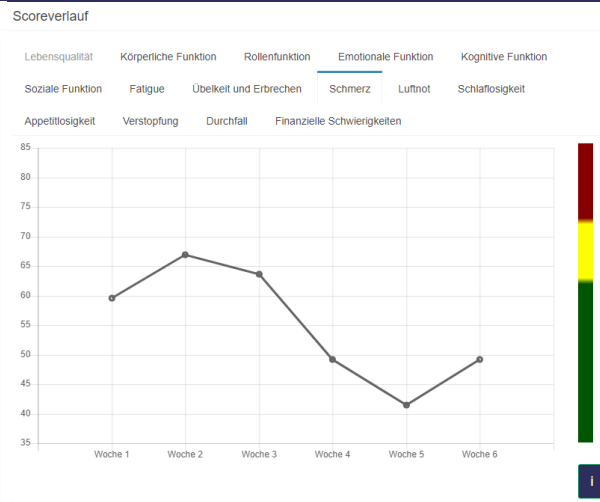 Scoreverlauf
Lebensqualität Körperliche Funktion Rollenfunktion Emotionale Funktion Kognitive Funktion
Soziale Funktion Fatigue Übelkeit und Erbrechen Schmerz Luftnot Schlaflosigkeit
Appetitlosigkeit Verstopfung Durchfall Finanzielle Schwierigkeiten
85
80
75
70
65
60
55
50
45
40
35
Woche 1 Woche 2 Woche 3 Woche 4 Woche 5 Woche 6
i